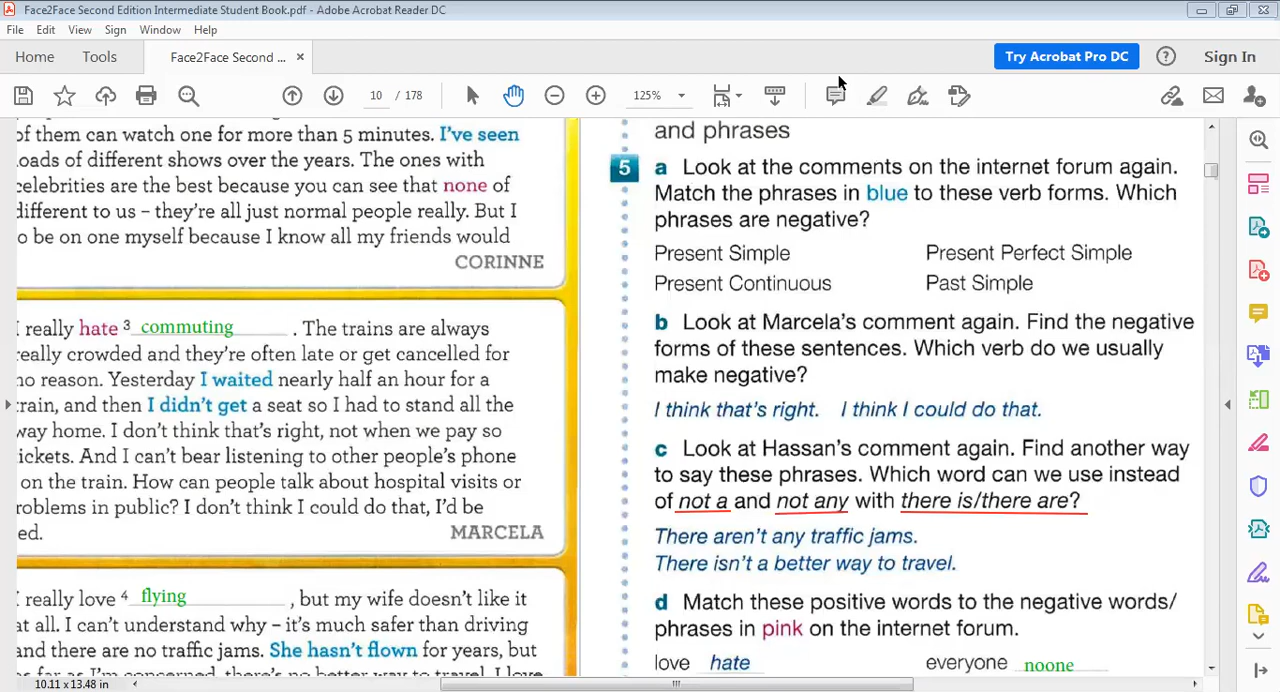 Face2Face Second Edition Intermediate Student Book.pdf - Adobe Acrobat Reader DC
File Edit View Sign Window Help
Home Tools Face2Face Second ... × Try Acrobat Pro DC ? Sign In
10 / 178 125%
of them can watch one for more than 5 minutes. I've seen
loads of different shows over the years. The ones with
celebrities are the best because you can see that none of
different to us – they're all just normal people really. But I
o be on one myself because I know all my friends would
CORINNE
I really hate ³ commuting . The trains are always
really crowded and they're often late or get cancelled for
no reason. Yesterday I waited nearly half an hour for a
train, and then I didn't get a seat so I had to stand all the
way home. I don't think that's right, not when we pay so
ickets. And I can't bear listening to other people's phone
on the train. How can people talk about hospital visits or
roblems in public? I don't think I could do that, I'd be
ed.
MARCELA
I really love ⁴ flying , but my wife doesn't like it
at all. I can't understand why – it's much safer than driving
and there are no traffic jams. She hasn't flown for years, but
as far as I'm concerned, there's no better way to travel. I love
and phrases
5 a Look at the comments on the internet forum again.
Match the phrases in blue to these verb forms. Which
phrases are negative?
Present Simple Present Perfect Simple
Present Continuous Past Simple
b Look at Marcela's comment again. Find the negative
forms of these sentences. Which verb do we usually
make negative?
I think that's right. I think I could do that.
c Look at Hassan's comment again. Find another way
to say these phrases. Which word can we use instead
of not a and not any with there is/there are?
There aren't any traffic jams.
There isn't a better way to travel.
d Match these positive words to the negative words/
phrases in pink on the internet forum.
love hate everyone noone
10.11 x 13.48 in